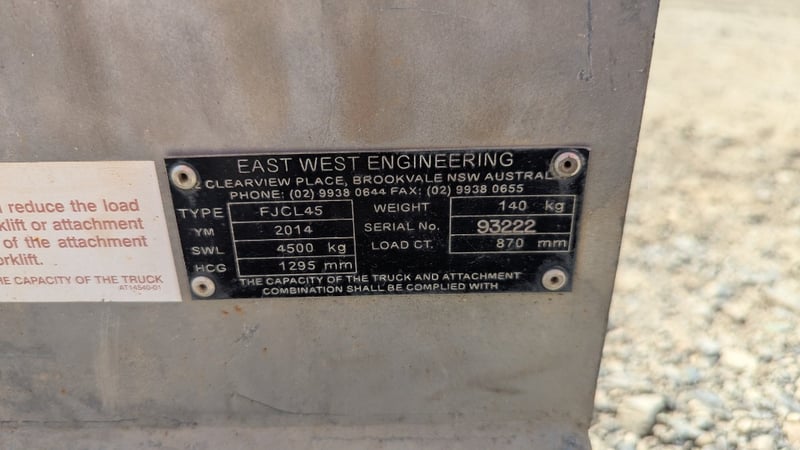 EAST WEST ENGINEERING
CLEARVIEW PLACE, BROOKVALE NSW
PHONE: (02) 9938 0644 FAX: (02) 9938 0655
TYPE FJCL45 WEIGHT 140 kg
YM 2014 SERIAL No. 93222
SWL 4500 kg LOAD CT. 870 mm
HCG 1295 mm
THE CAPACITY OF THE TRUCK AND ATTACHMENT
COMBINATION SHALL BE COMPLIED WITH
reduce the load
or attachment
of the attachment
CAPACITY OF THE TRUCK
AT14540-01